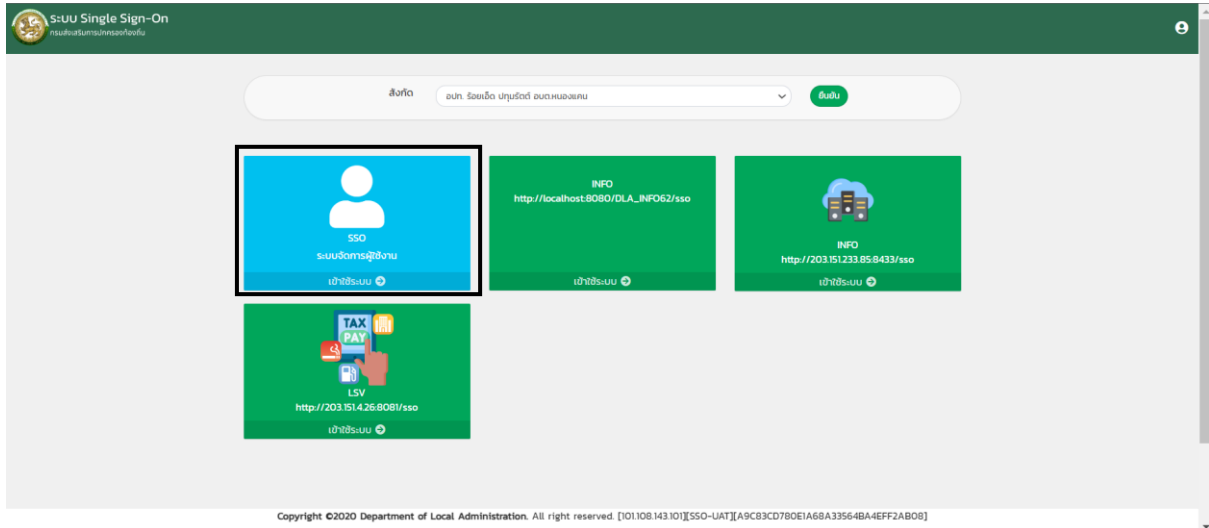 ระบบ Single Sign-On
กรมส่งเสริมการปกครองท้องถิ่น
สังกัด
อปท. ร้อยเอ็ด ปทุมรัตต์ อบต.หนองแคน
ยืนยัน
SSO
ระบบจัดการผู้ใช้งาน
เข้าใช้ระบบ
INFO
http://localhost:8080/DLA_INFO62/sso
เข้าใช้ระบบ
INFO
http://203.151.233.85:8433/sso
เข้าใช้ระบบ
TAX
PAY
LSV
http://203.151.4.26:8081/sso
เข้าใช้ระบบ
Copyright ©2020 Department of Local Administration. All right reserved. [101.108.143.101][SSO-UAT][A9C83CD780E1A68A33564BA4EFF2AB08]